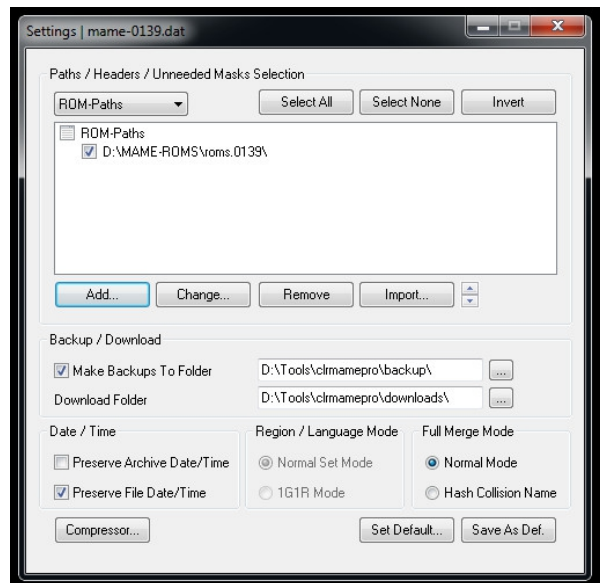 Settings | mame-0139.dat
Paths / Headers / Unneeded Masks Selection
ROM-Paths
Select All
Select None
Invert
ROM-Paths
D:\MAME-ROMS\roms.0139\
Add...
Change...
Remove
Import...
Backup / Download
Make Backups To Folder
D:\Tools\clrmamepro\backup\
...
Download Folder
D:\Tools\clrmamepro\downloads\
...
Date / Time
Region / Language Mode
Full Merge Mode
Preserve Archive Date/Time
Normal Set Mode
Normal Mode
Preserve File Date/Time
1G1R Mode
Hash Collision Name
Compressor...
Set Default...
Save As Def.